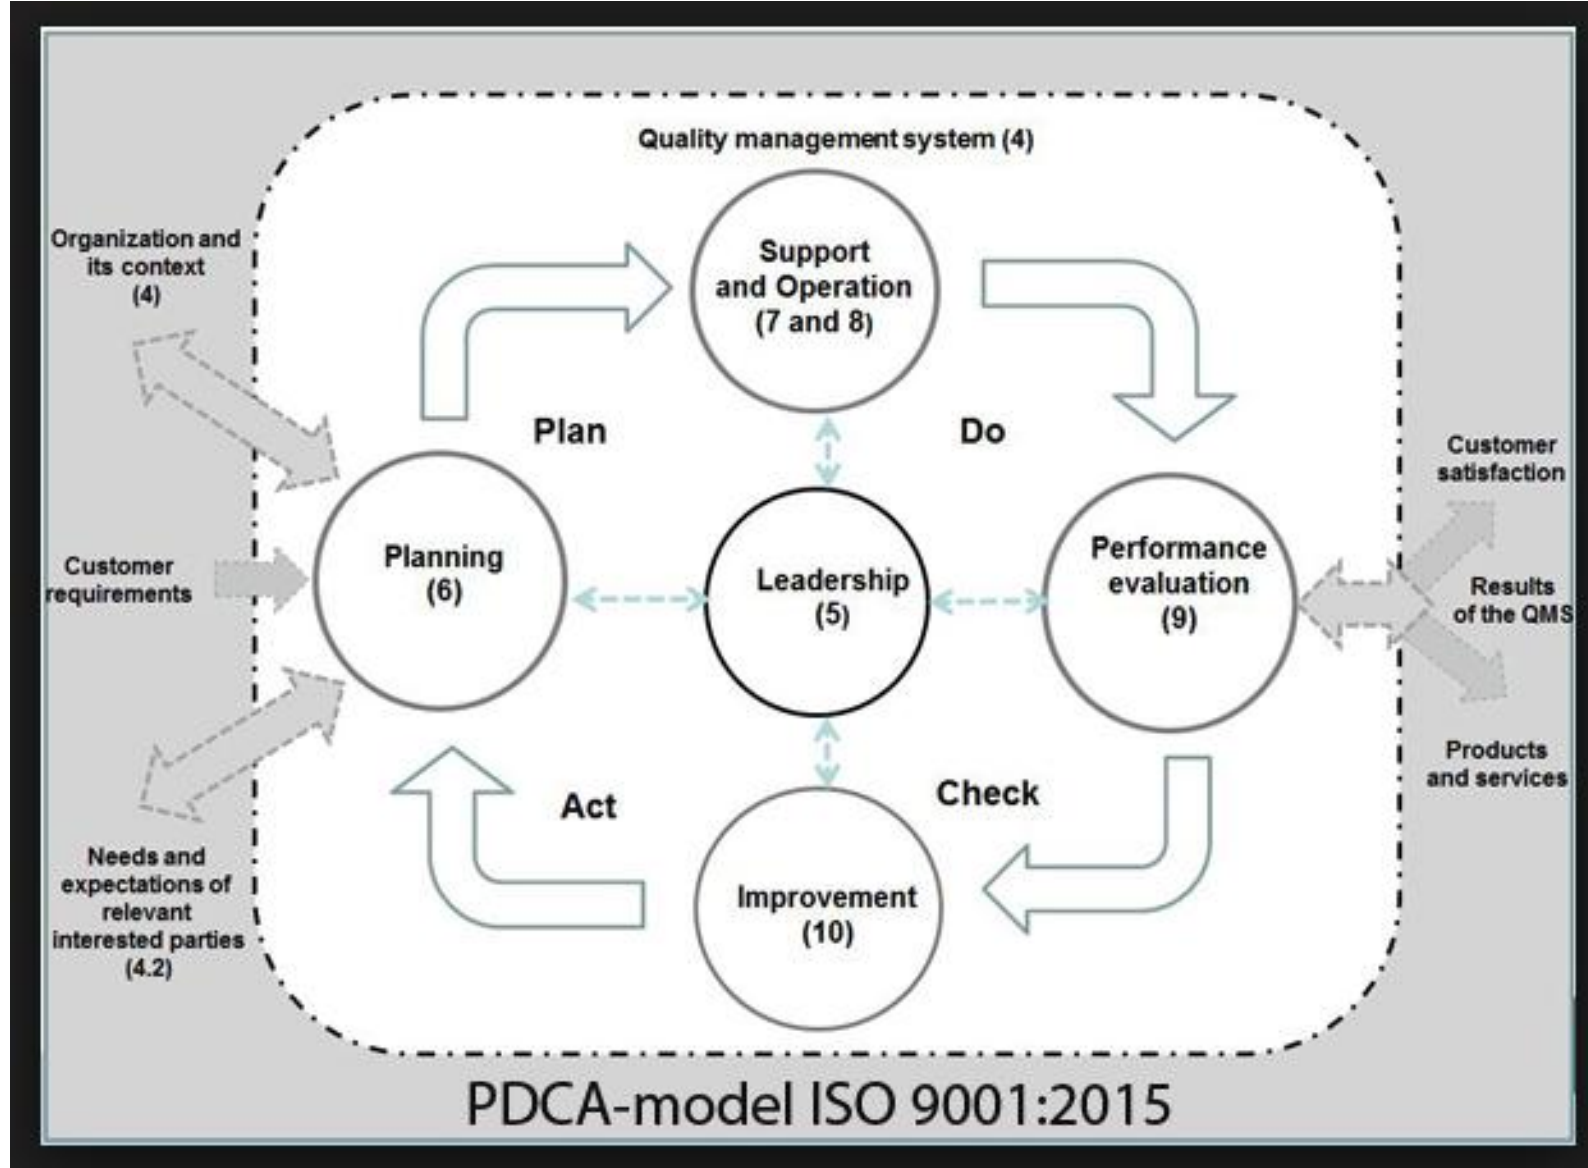 Quality management system (4)
Organization and
its context
(4)
Support
and Operation
(7 and 8)
Plan
Do
Customer
satisfaction
Customer
requirements
Planning
(6)
Leadership
(5)
Performance
evaluation
(9)
Results
of the QMS
Products
and services
Act
Check
Needs and
expectations of
relevant
interested parties
(4.2)
Improvement
(10)
PDCA-model ISO 9001:2015